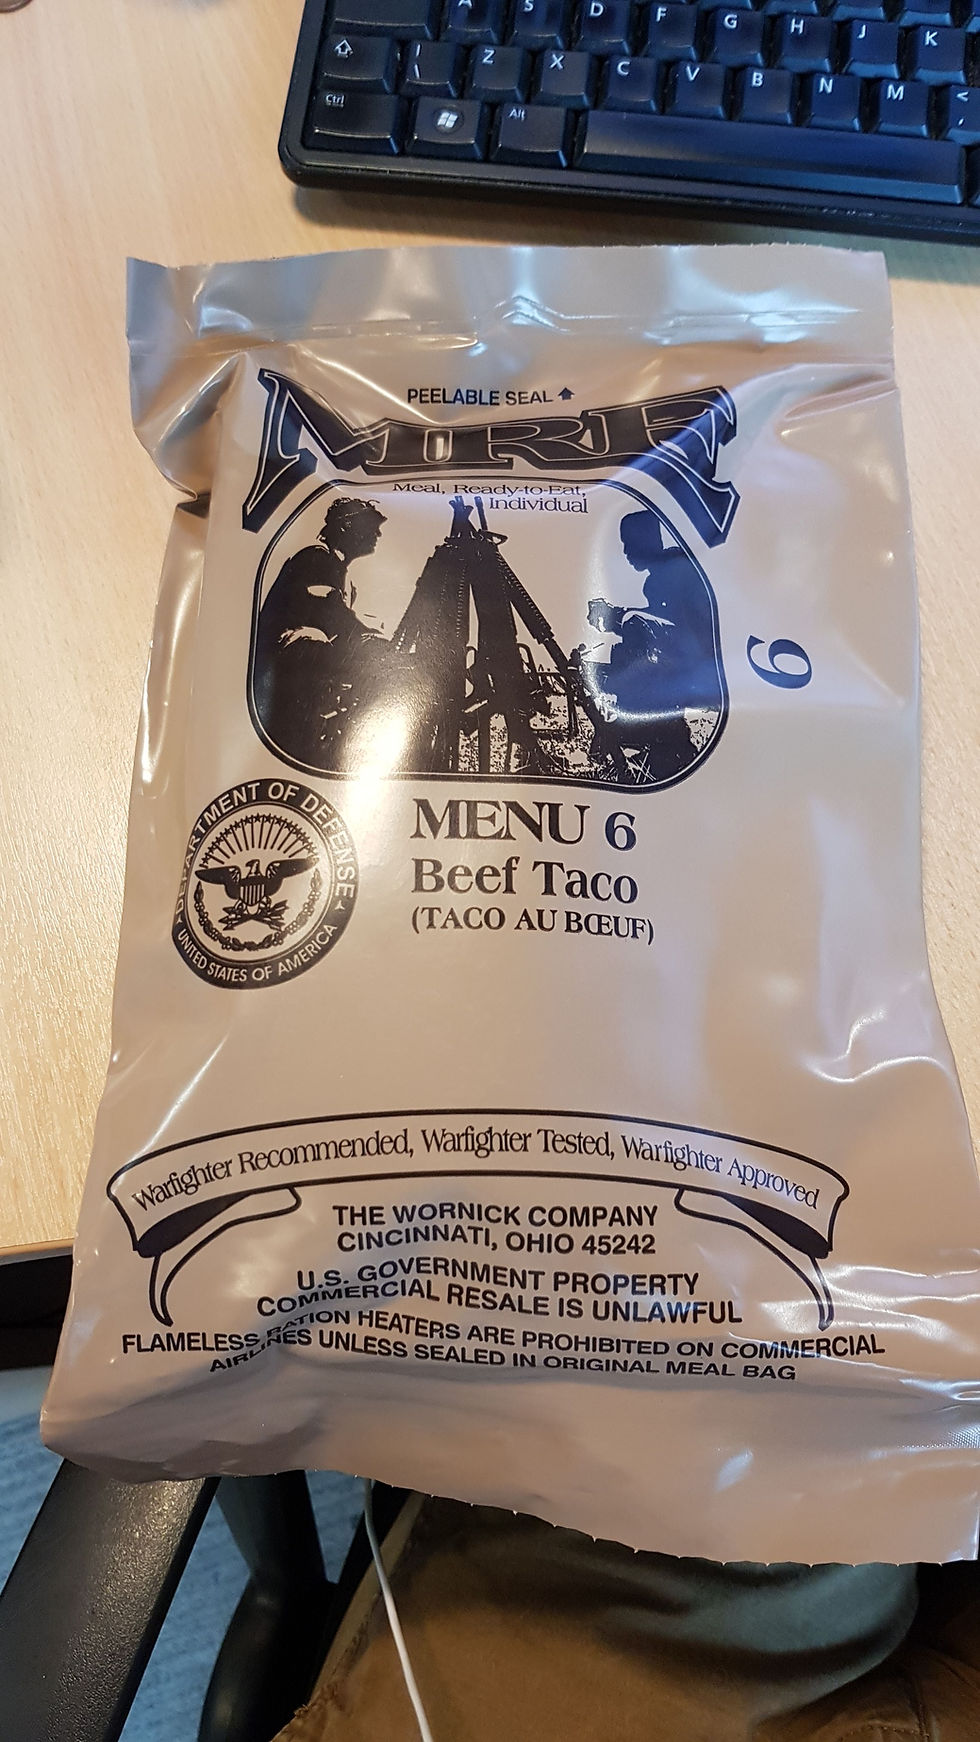 A S D F G H J K
| \ Z X C V B N M < ,
Ctrl Alt
PEELABLE SEAL
MRE
Meal, Ready-to-Eat,
Individual
6
DEPARTMENT OF DEFENSE
UNITED STATES OF AMERICA
MENU 6
Beef Taco
(TACO AU BŒUF)
Warfighter Recommended, Warfighter Tested, Warfighter Approved
THE WORNICK COMPANY
CINCINNATI, OHIO 45242
U.S. GOVERNMENT PROPERTY
COMMERCIAL RESALE IS UNLAWFUL
FLAMELESS RATION HEATERS ARE PROHIBITED ON COMMERCIAL
AIRLINES UNLESS SEALED IN ORIGINAL MEAL BAG